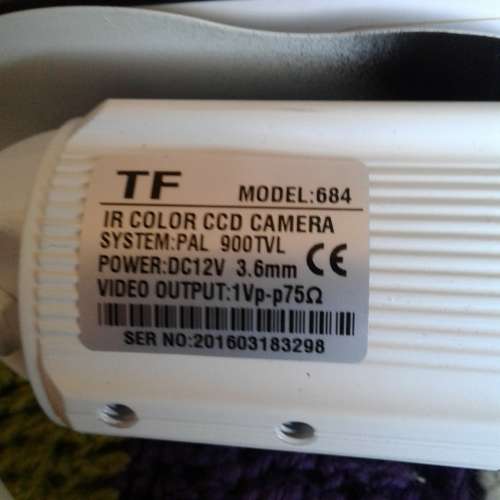 TF MODEL:684
IR COLOR CCD CAMERA
SYSTEM:PAL 900TVL
POWER:DC12V 3.6mm CE
VIDEO OUTPUT:1Vp-p75Ω
SER NO:201603183298